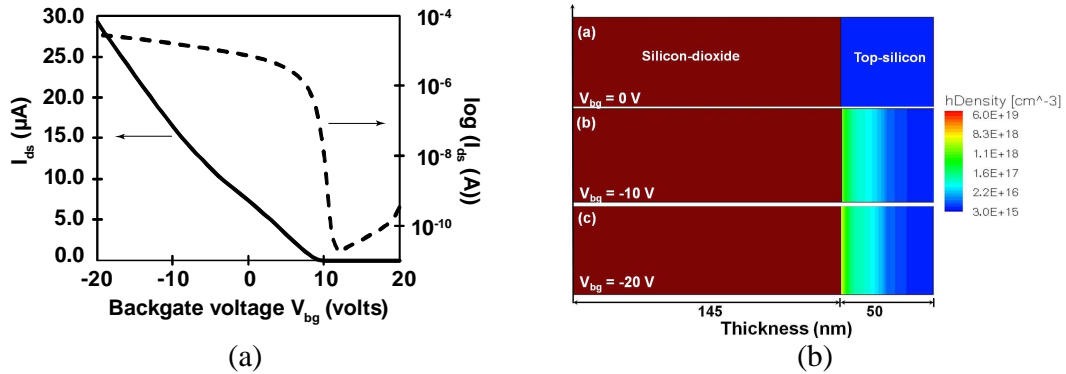 30.0
25.0
20.0
15.0
10.0
5.0
0.0
I_ds (µA)
10^-4
10^-6
10^-8
10^-10
log (I_ds (A))
-20
-10
0
10
20
Backgate voltage V_bg (volts)
(a)
(a)
Silicon-dioxide
Top-silicon
V_bg = 0 V
(b)
V_bg = -10 V
(c)
V_bg = -20 V
hDensity [cm^-3]
6.0E+19
8.3E+18
1.1E+18
1.6E+17
2.2E+16
3.0E+15
145
50
Thickness (nm)
(b)